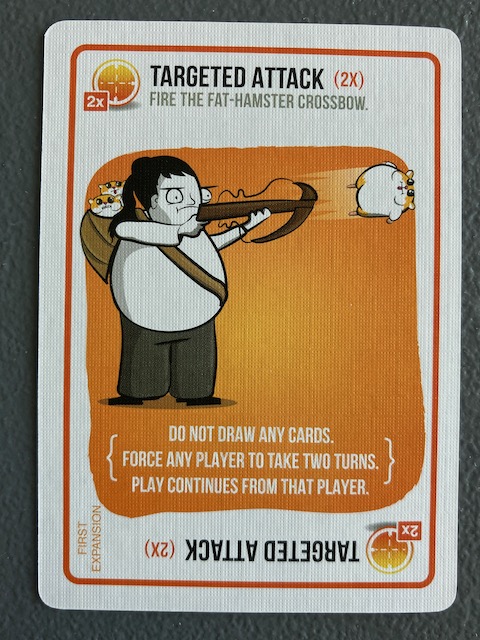 TARGETED ATTACK (2X)
2x
FIRE THE FAT-HAMSTER CROSSBOW.
DO NOT DRAW ANY CARDS.
{ FORCE ANY PLAYER TO TAKE TWO TURNS. }
PLAY CONTINUES FROM THAT PLAYER.
FIRST
EXPANSION
2x
TARGETED ATTACK (2X)